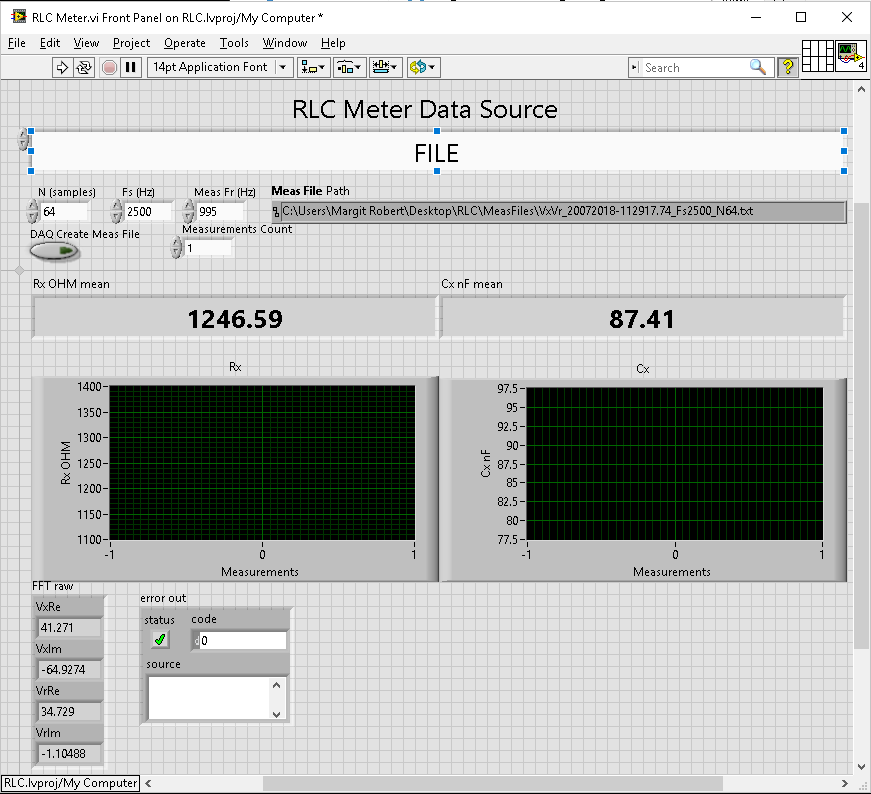 RLC Meter.vi Front Panel on RLC.lvproj/My Computer *
File Edit View Project Operate Tools Window Help
14pt Application Font
Search
?
4
RLC Meter Data Source
FILE
N (samples) Fs (Hz) Meas Fr (Hz) Meas File Path
64 2500 995 C:\Users\Margit Robert\Desktop\RLC\MeasFiles\VxVr_20072018-112917.74_Fs2500_N64.txt
DAQ Create Meas File Measurements Count
1
Rx OHM mean Cx nF mean
1246.59 87.41
Rx Cx
1400
1350
1300
1250
1200
1150
1100
Rx OHM
-1 0 1
Measurements
97.5
95
92.5
90
87.5
85
82.5
80
77.5
Cx nF
-1 0 1
Measurements
FFT raw
VxRe
41.271
VxIm
-64.9274
VrRe
34.729
VrIm
-1.10488
error out
status code
d0
source
RLC.lvproj/My Computer